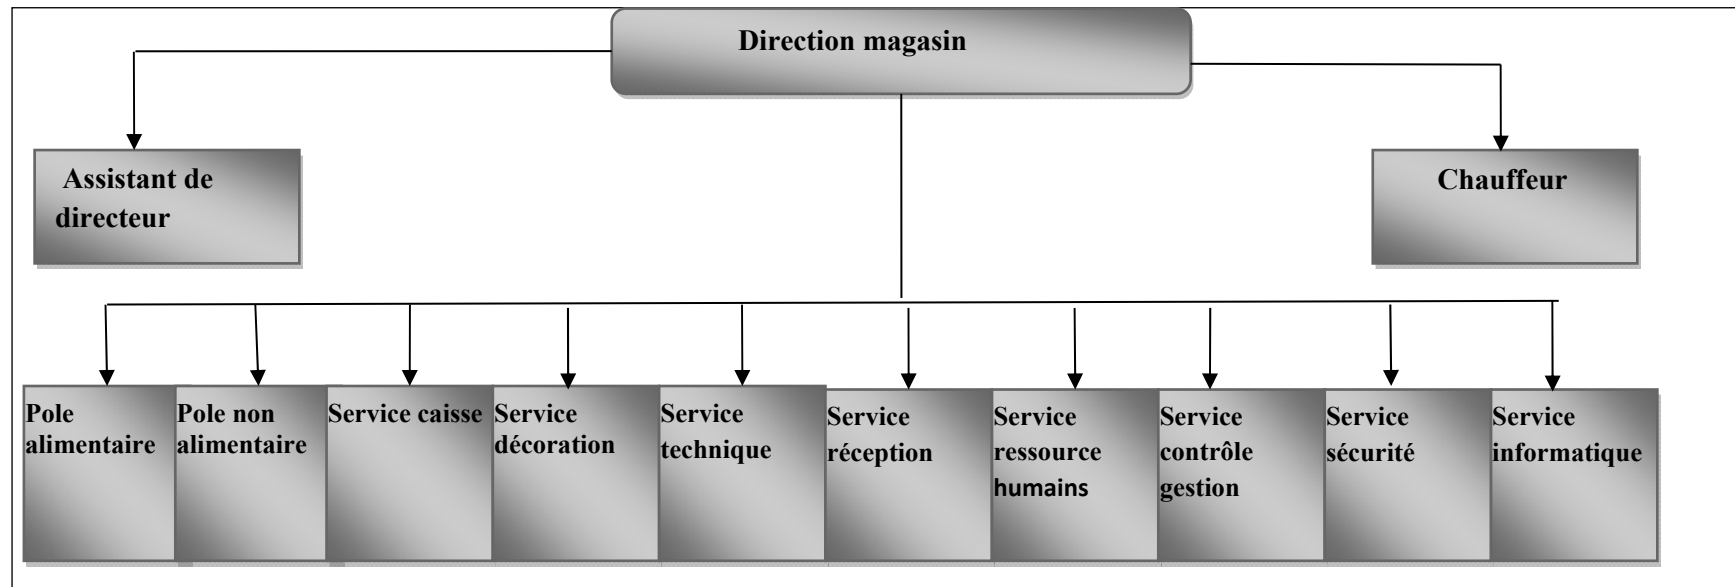 Direction magasin
Assistant de
directeur
Chauffeur
Pole
alimentaire
Pole non
alimentaire
Service caisse
Service
décoration
Service
technique
Service
réception
Service
ressource
humains
Service
contrôle
gestion
Service
sécurité
Service
informatique